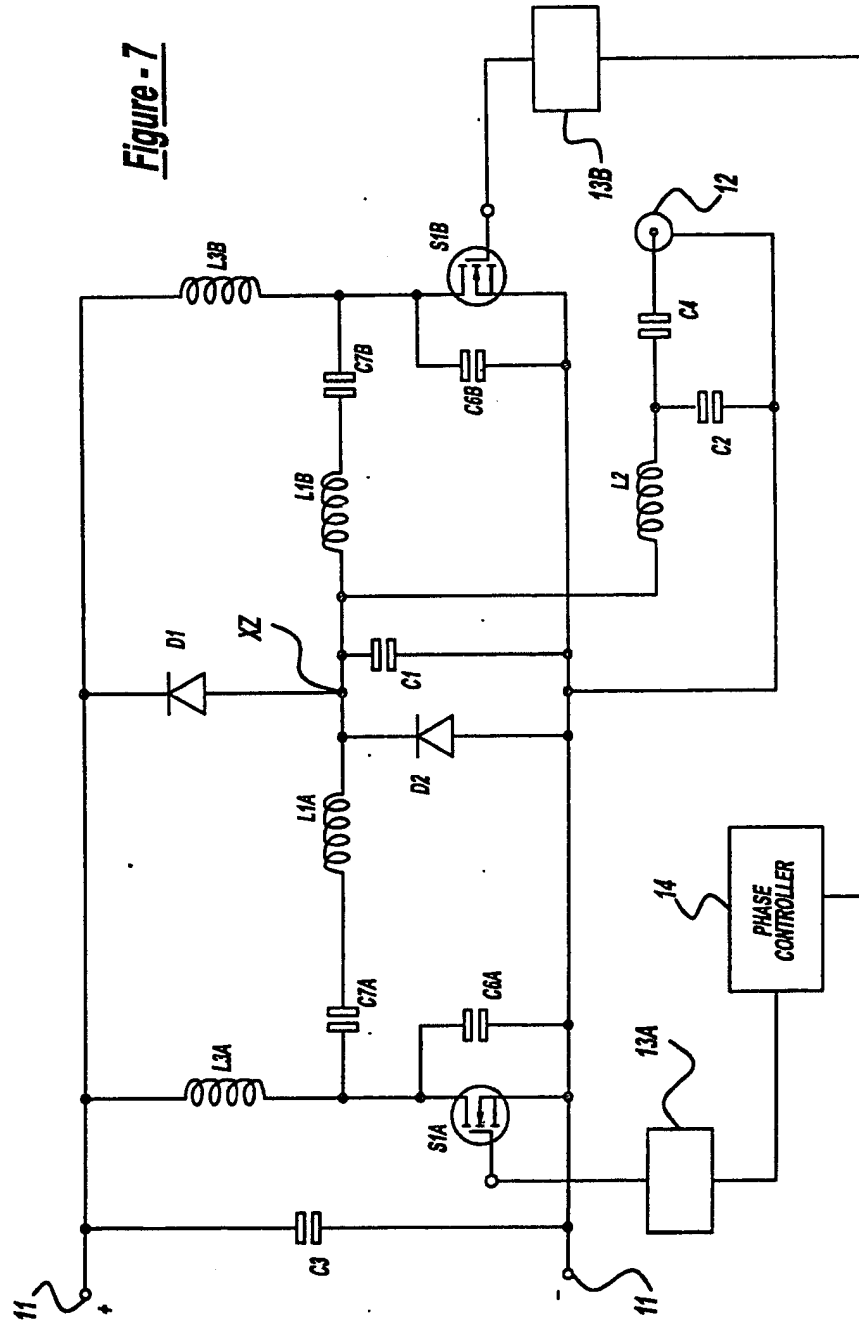 Figure - 7
11
+
C3
L3A
C7A
C6A
S1A
13A
14
PHASE
CONTROLLER
L1A
D2
D1
XZ
C1
L1B
C7B
L3B
C6B
S1B
13B
L2
C2
C4
12
11
-